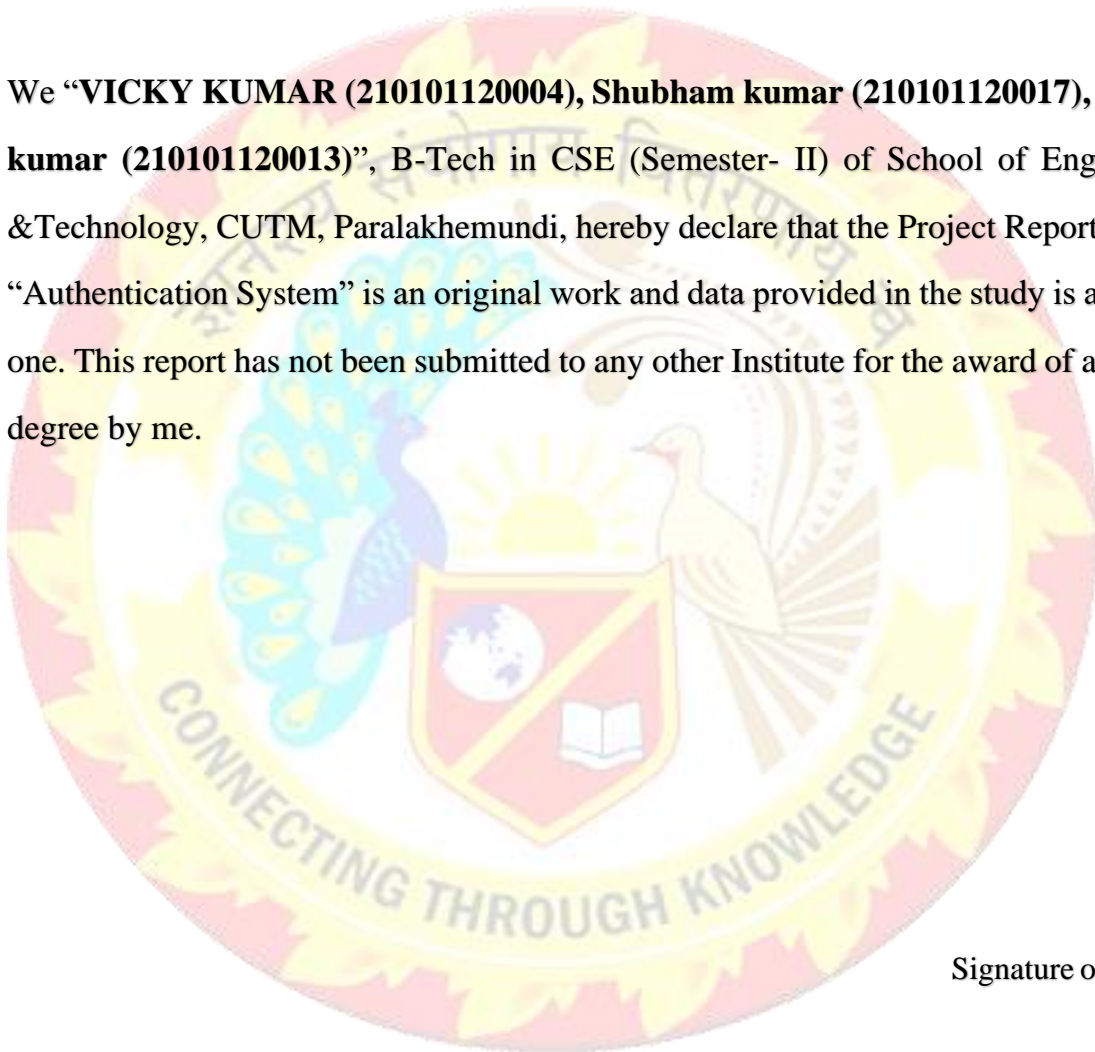 We “VICKY KUMAR (210101120004), Shubham kumar (210101120017),
kumar (210101120013)”, B-Tech in CSE (Semester- II) of School of Eng
&Technology, CUTM, Paralakhemundi, hereby declare that the Project Report
“Authentication System” is an original work and data provided in the study is a
one. This report has not been submitted to any other Institute for the award of a
degree by me.
ज्ञानस्य संयोगाय वितरणाय च
CONNECTING THROUGH KNOWLEDGE
Signature o